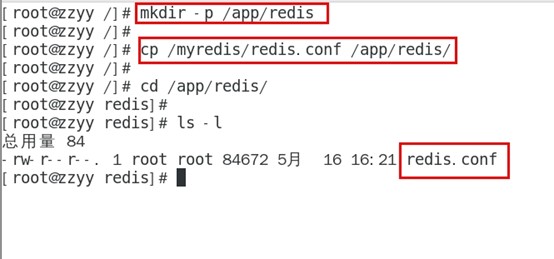 [root@zzyy /]# mkdir -p /app/redis
[root@zzyy /]#
[root@zzyy /]# cp /myredis/redis.conf /app/redis/
[root@zzyy /]#
[root@zzyy /]# cd /app/redis/
[root@zzyy redis]#
[root@zzyy redis]# ls -l
总用量 84
-rw-r--r--. 1 root root 84672 5月  16 16:21 redis.conf
[root@zzyy redis]#